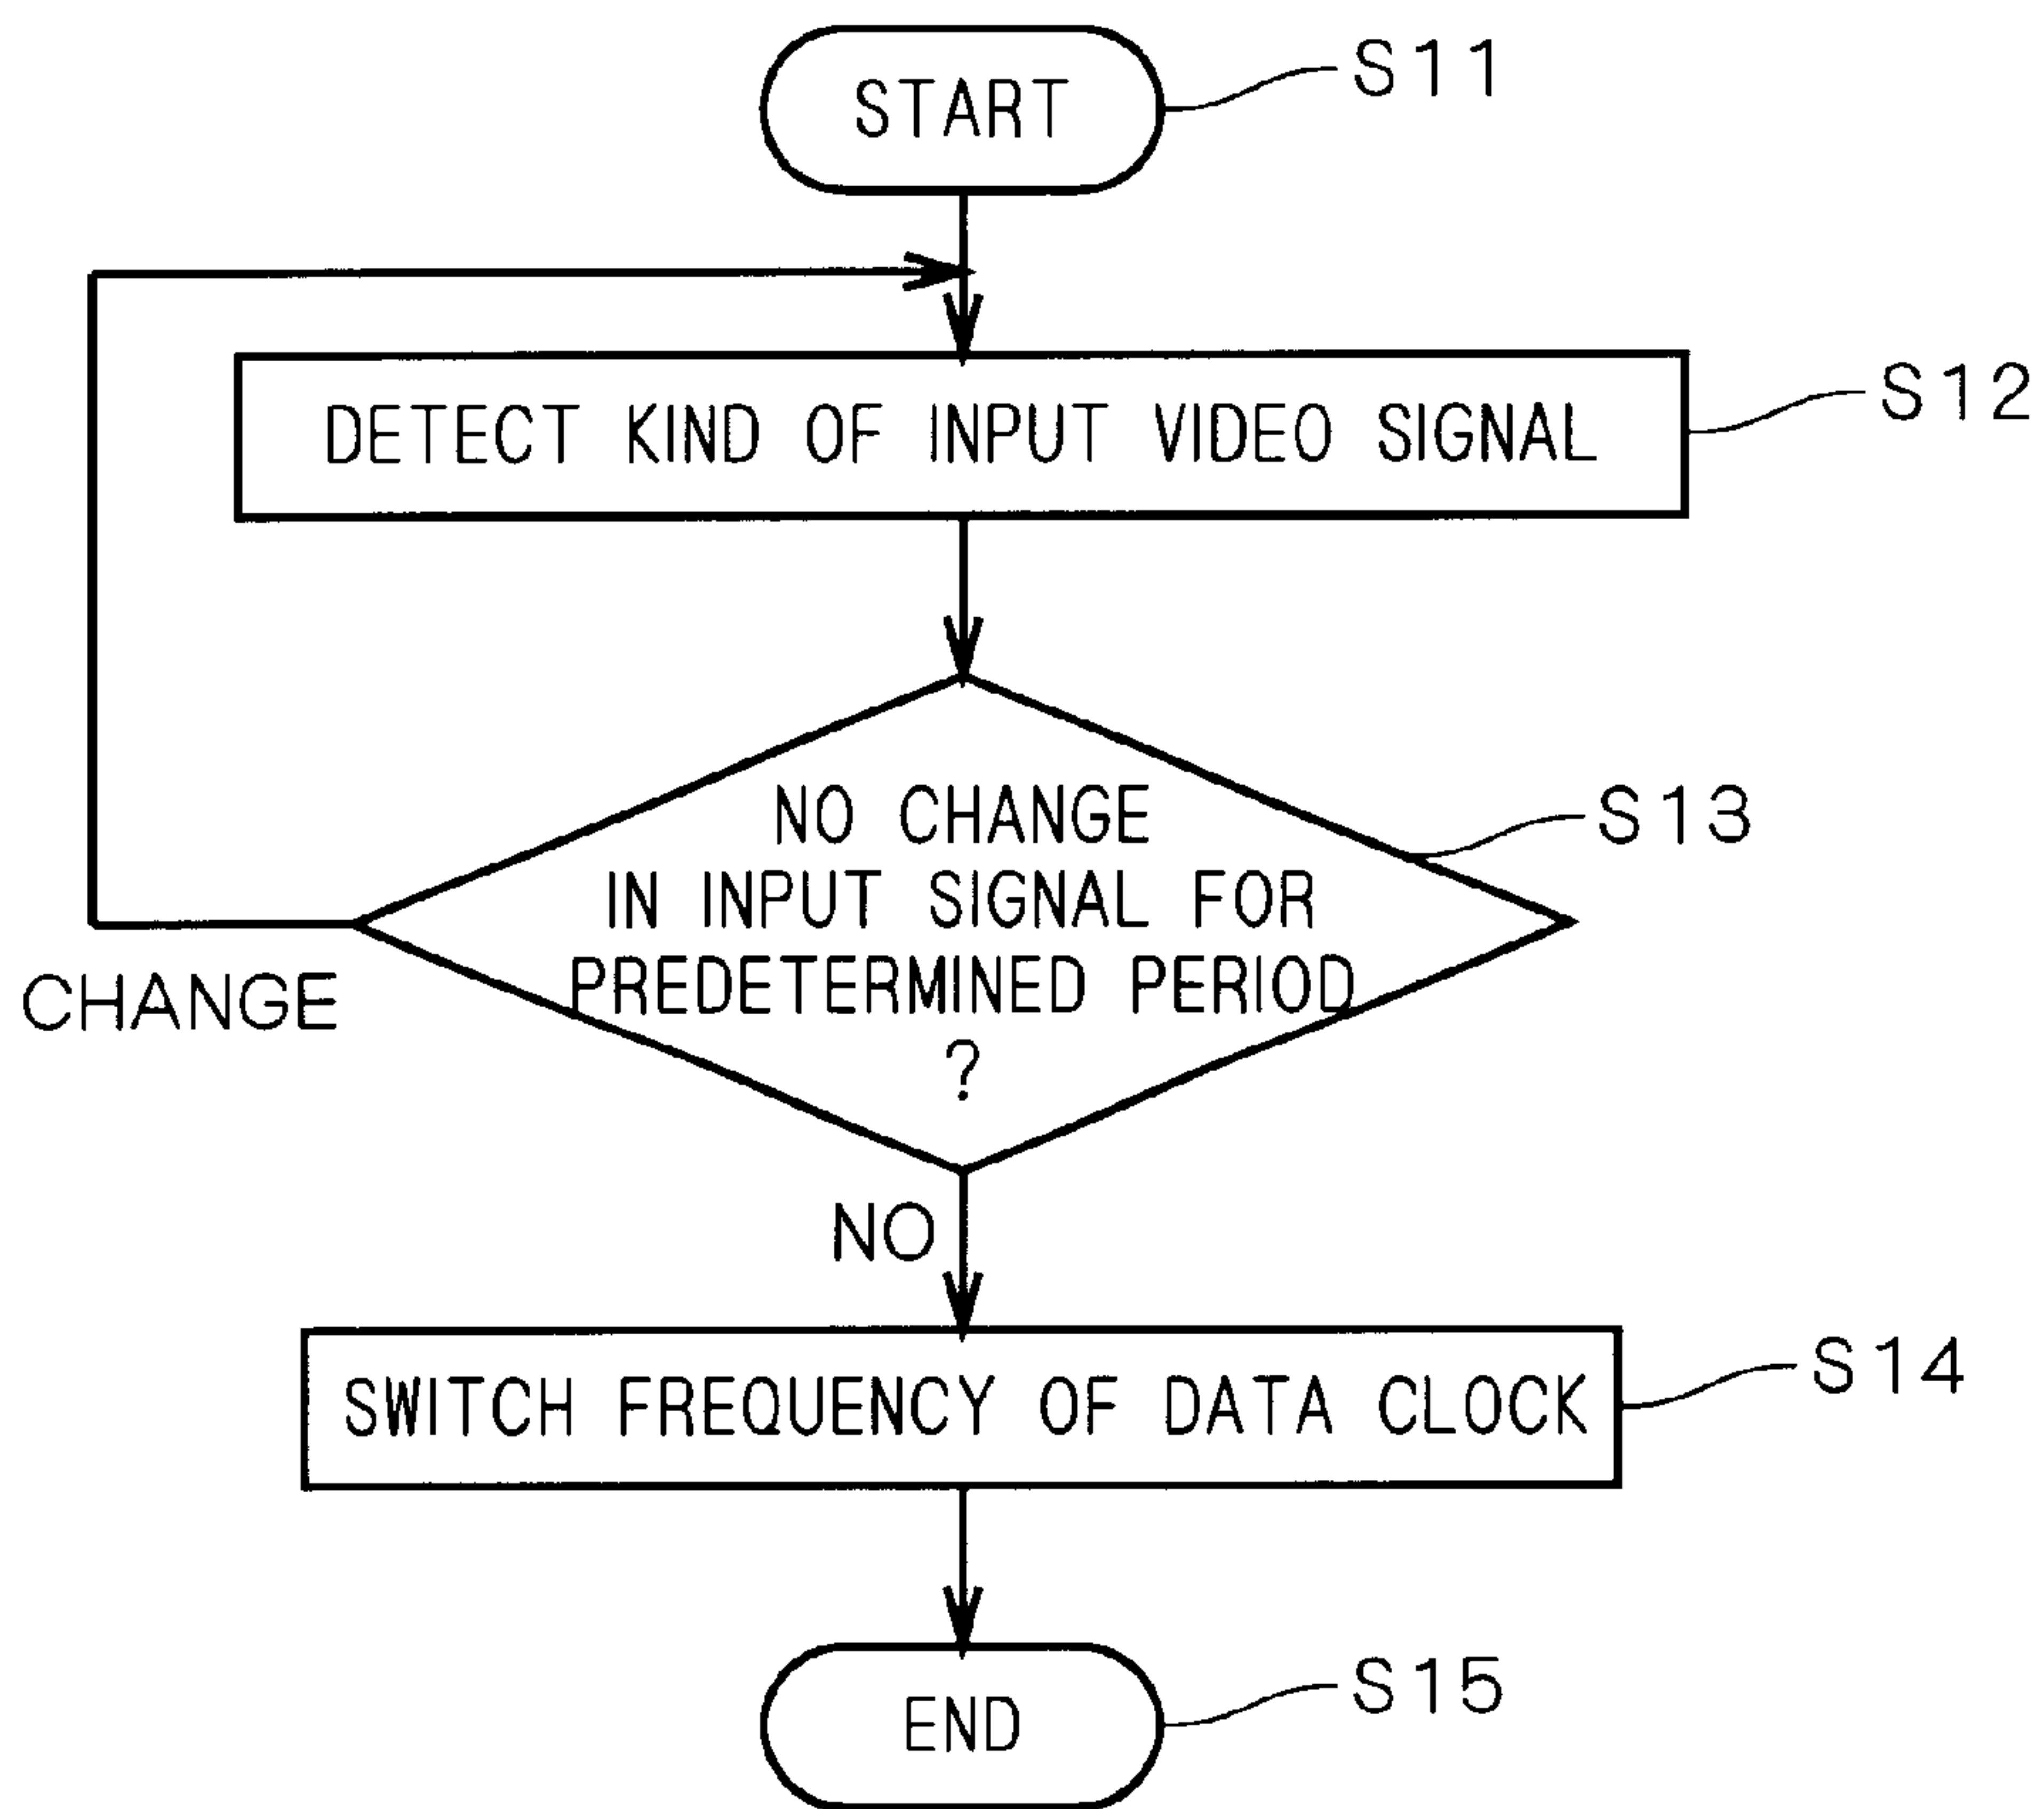 START
S11
DETECT KIND OF INPUT VIDEO SIGNAL
S12
NO CHANGE
IN INPUT SIGNAL FOR
PREDETERMINED PERIOD
?
S13
CHANGE
NO
SWITCH FREQUENCY OF DATA CLOCK
S14
END
S15